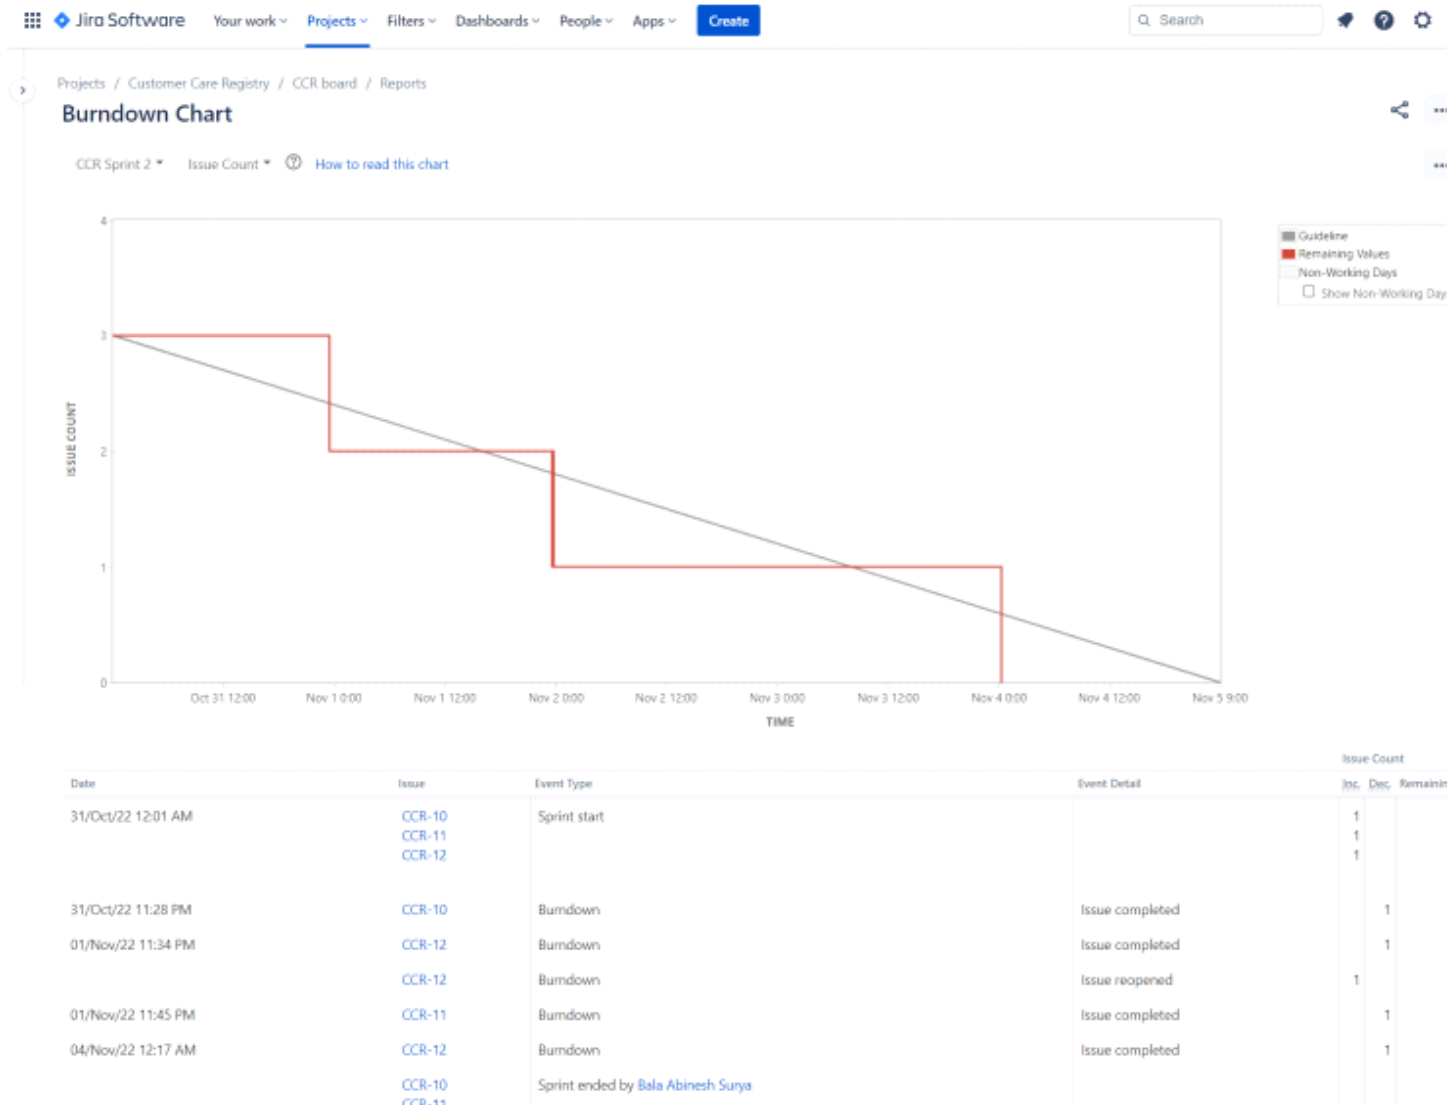 Jira Software Your work Projects Filters Dashboards People Apps Create Search
Projects / Customer Care Registry / CCR board / Reports
Burndown Chart
CCR Sprint 2 Issue Count How to read this chart
Guideline
Remaining Values
Non-Working Days
Show Non-Working Day
ISSUE COUNT
4
3
2
1
0
Oct 31 12:00 Nov 1 0:00 Nov 1 12:00 Nov 2 0:00 Nov 2 12:00 Nov 3 0:00 Nov 3 12:00 Nov 4 0:00 Nov 4 12:00 Nov 5 9:00
TIME
Issue Count
Date Issue Event Type Event Detail Inc. Dec. Remainin
31/Oct/22 12:01 AM CCR-10 Sprint start 1
CCR-11 1
CCR-12 1
31/Oct/22 11:28 PM CCR-10 Burndown Issue completed 1
01/Nov/22 11:34 PM CCR-12 Burndown Issue completed 1
CCR-12 Burndown Issue reopened 1
01/Nov/22 11:45 PM CCR-11 Burndown Issue completed 1
04/Nov/22 12:17 AM CCR-12 Burndown Issue completed 1
CCR-10 Sprint ended by Bala Abinesh Surya
CCR-11